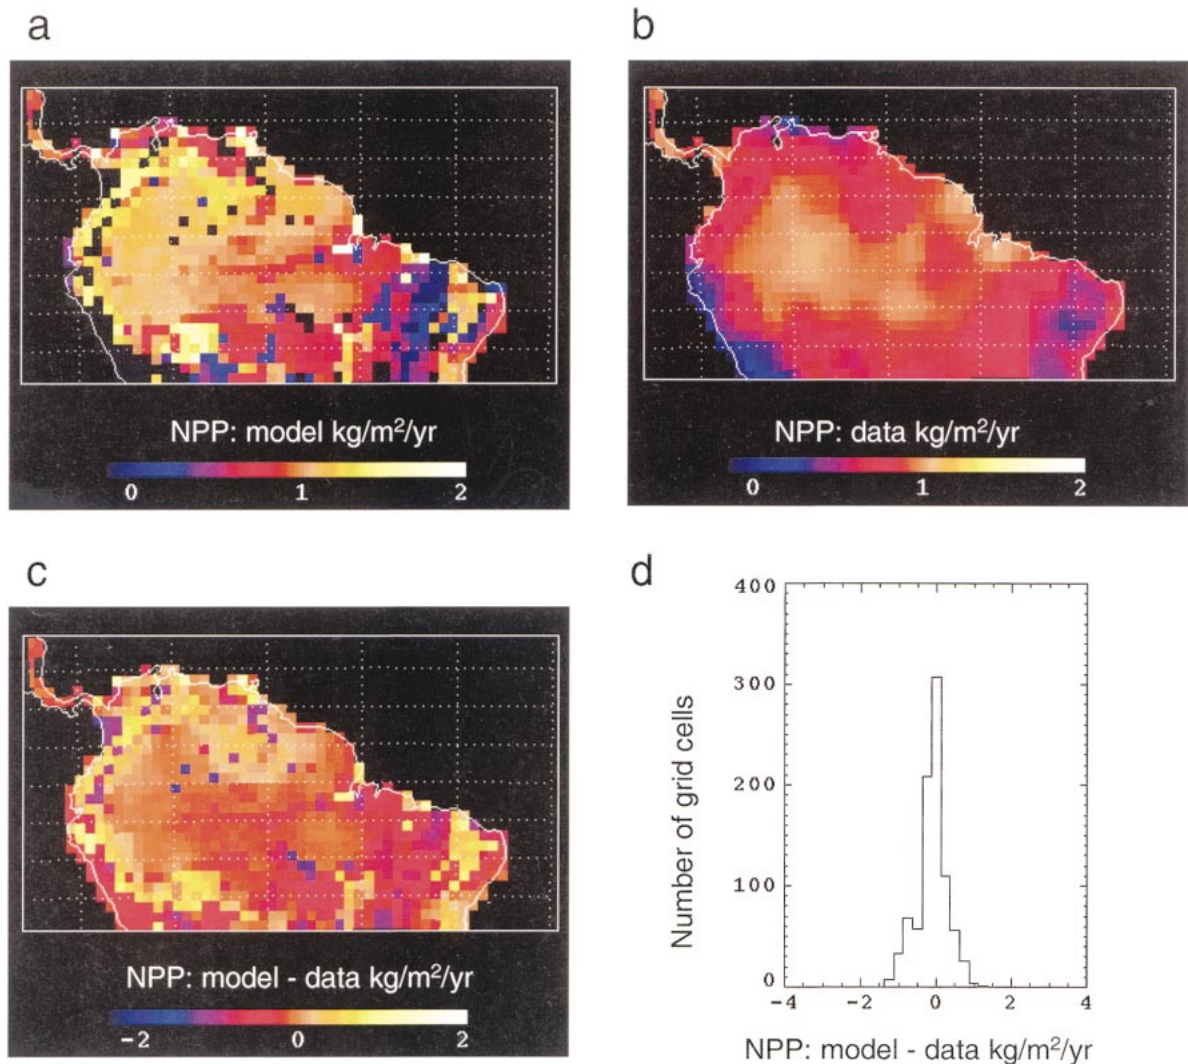 a
b
NPP: model kg/m²/yr
0 1 2
NPP: data kg/m²/yr
0 1 2
c
NPP: model - data kg/m²/yr
−2 0 2
d
400
300
200
100
0
−4 −2 0 2 4
Number of grid cells
NPP: model - data kg/m²/yr